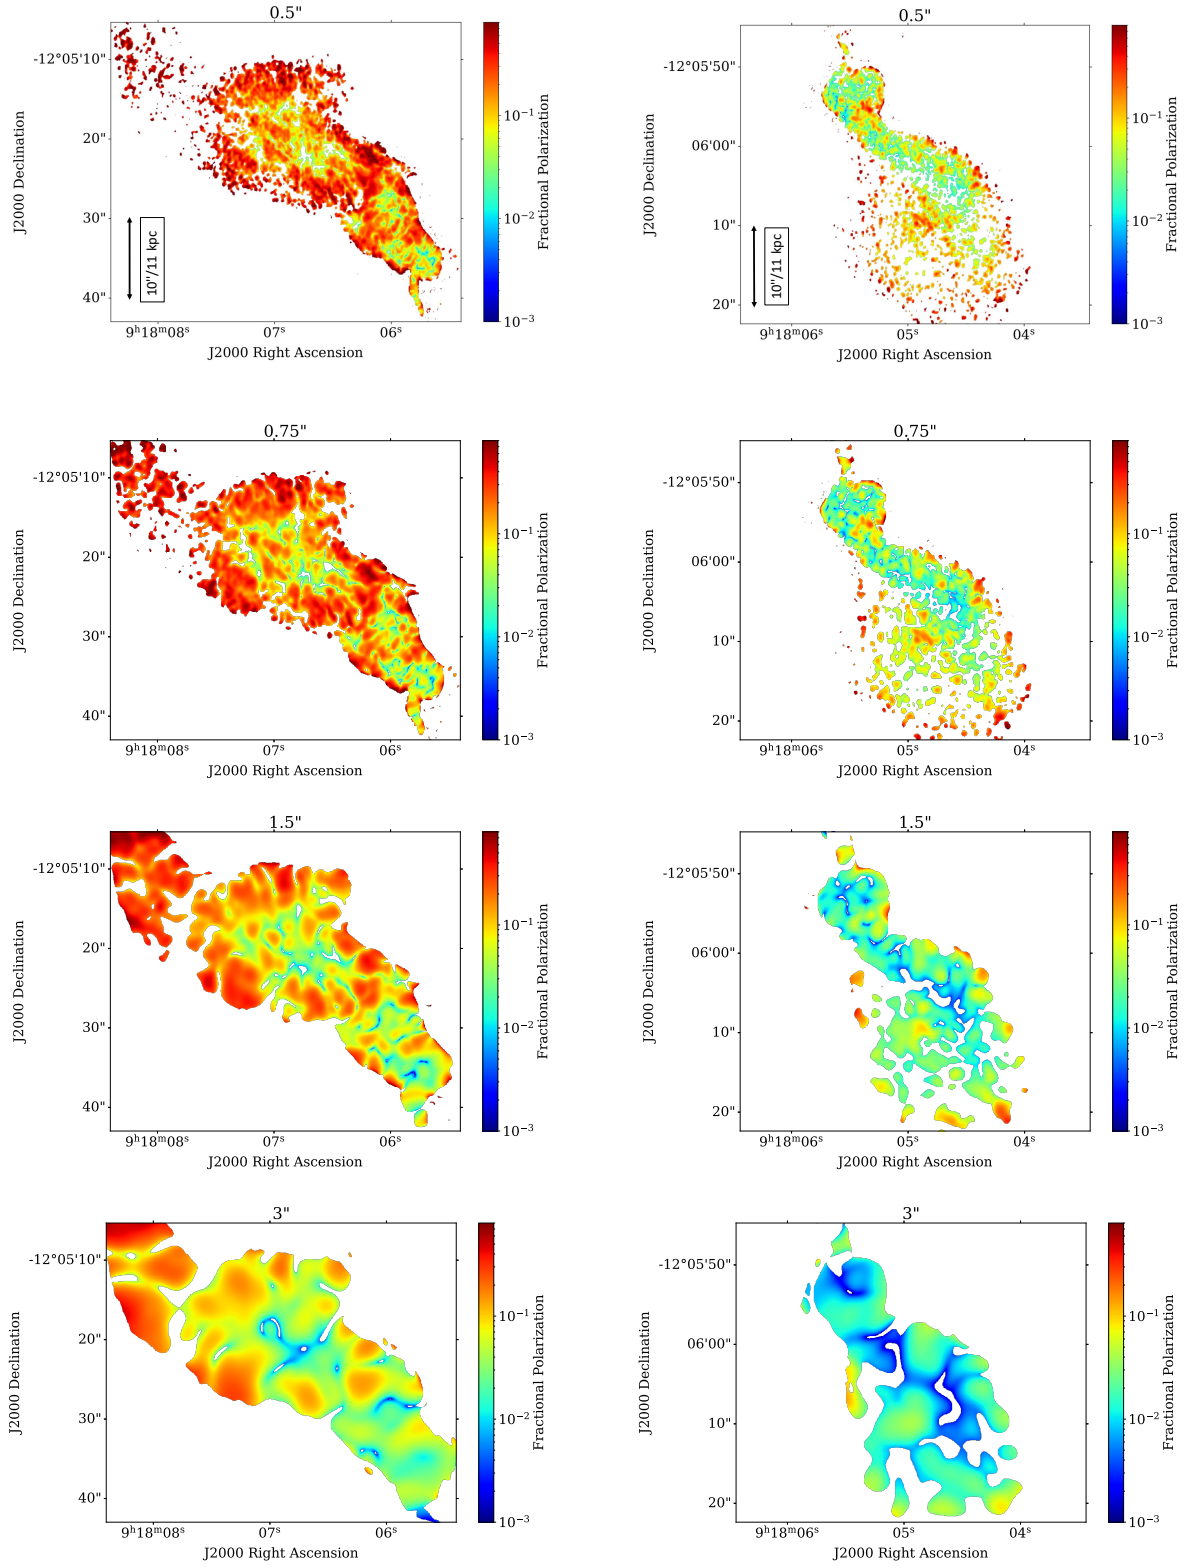 0.5"
-12°05'10"
20"
30"
40"
J2000 Declination
10"/11 kpc
9ʰ18ᵐ08ˢ
07ˢ
06ˢ
J2000 Right Ascension
10⁻¹
10⁻²
10⁻³
Fractional Polarization
0.5"
-12°05'50"
06'00"
10"
20"
J2000 Declination
10"/11 kpc
9ʰ18ᵐ06ˢ
05ˢ
04ˢ
J2000 Right Ascension
10⁻¹
10⁻²
10⁻³
Fractional Polarization
0.75"
-12°05'10"
20"
30"
40"
J2000 Declination
9ʰ18ᵐ08ˢ
07ˢ
06ˢ
J2000 Right Ascension
10⁻¹
10⁻²
10⁻³
Fractional Polarization
0.75"
-12°05'50"
06'00"
10"
20"
J2000 Declination
9ʰ18ᵐ06ˢ
05ˢ
04ˢ
J2000 Right Ascension
10⁻¹
10⁻²
10⁻³
Fractional Polarization
1.5"
-12°05'10"
20"
30"
40"
J2000 Declination
9ʰ18ᵐ08ˢ
07ˢ
06ˢ
J2000 Right Ascension
10⁻¹
10⁻²
10⁻³
Fractional Polarization
1.5"
-12°05'50"
06'00"
10"
20"
J2000 Declination
9ʰ18ᵐ06ˢ
05ˢ
04ˢ
J2000 Right Ascension
10⁻¹
10⁻²
10⁻³
Fractional Polarization
3"
-12°05'10"
20"
30"
40"
J2000 Declination
9ʰ18ᵐ08ˢ
07ˢ
06ˢ
J2000 Right Ascension
10⁻¹
10⁻²
10⁻³
Fractional Polarization
3"
-12°05'50"
06'00"
10"
20"
J2000 Declination
9ʰ18ᵐ06ˢ
05ˢ
04ˢ
J2000 Right Ascension
10⁻¹
10⁻²
10⁻³
Fractional Polarization